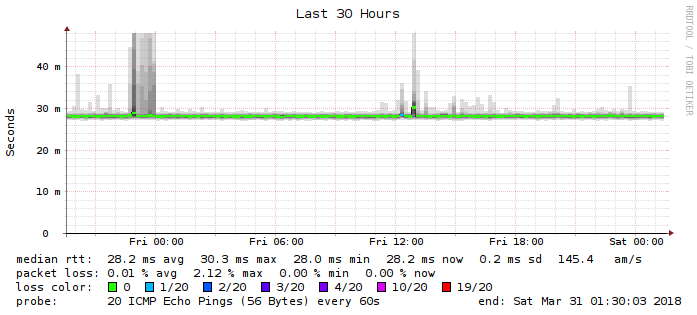 Last 30 Hours
RRDTOOL / TOBI OETIKER
Seconds
40 m
30 m
20 m
10 m
0
Fri 00:00 Fri 06:00 Fri 12:00 Fri 18:00 Sat 00:00
median rtt: 28.2 ms avg 30.3 ms max 28.0 ms min 28.2 ms now 0.2 ms sd 145.4 am/s
packet loss: 0.01 % avg 2.12 % max 0.00 % min 0.00 % now
loss color: 0 1/20 2/20 3/20 4/20 10/20 19/20
probe: 20 ICMP Echo Pings (56 Bytes) every 60s end: Sat Mar 31 01:30:03 2018